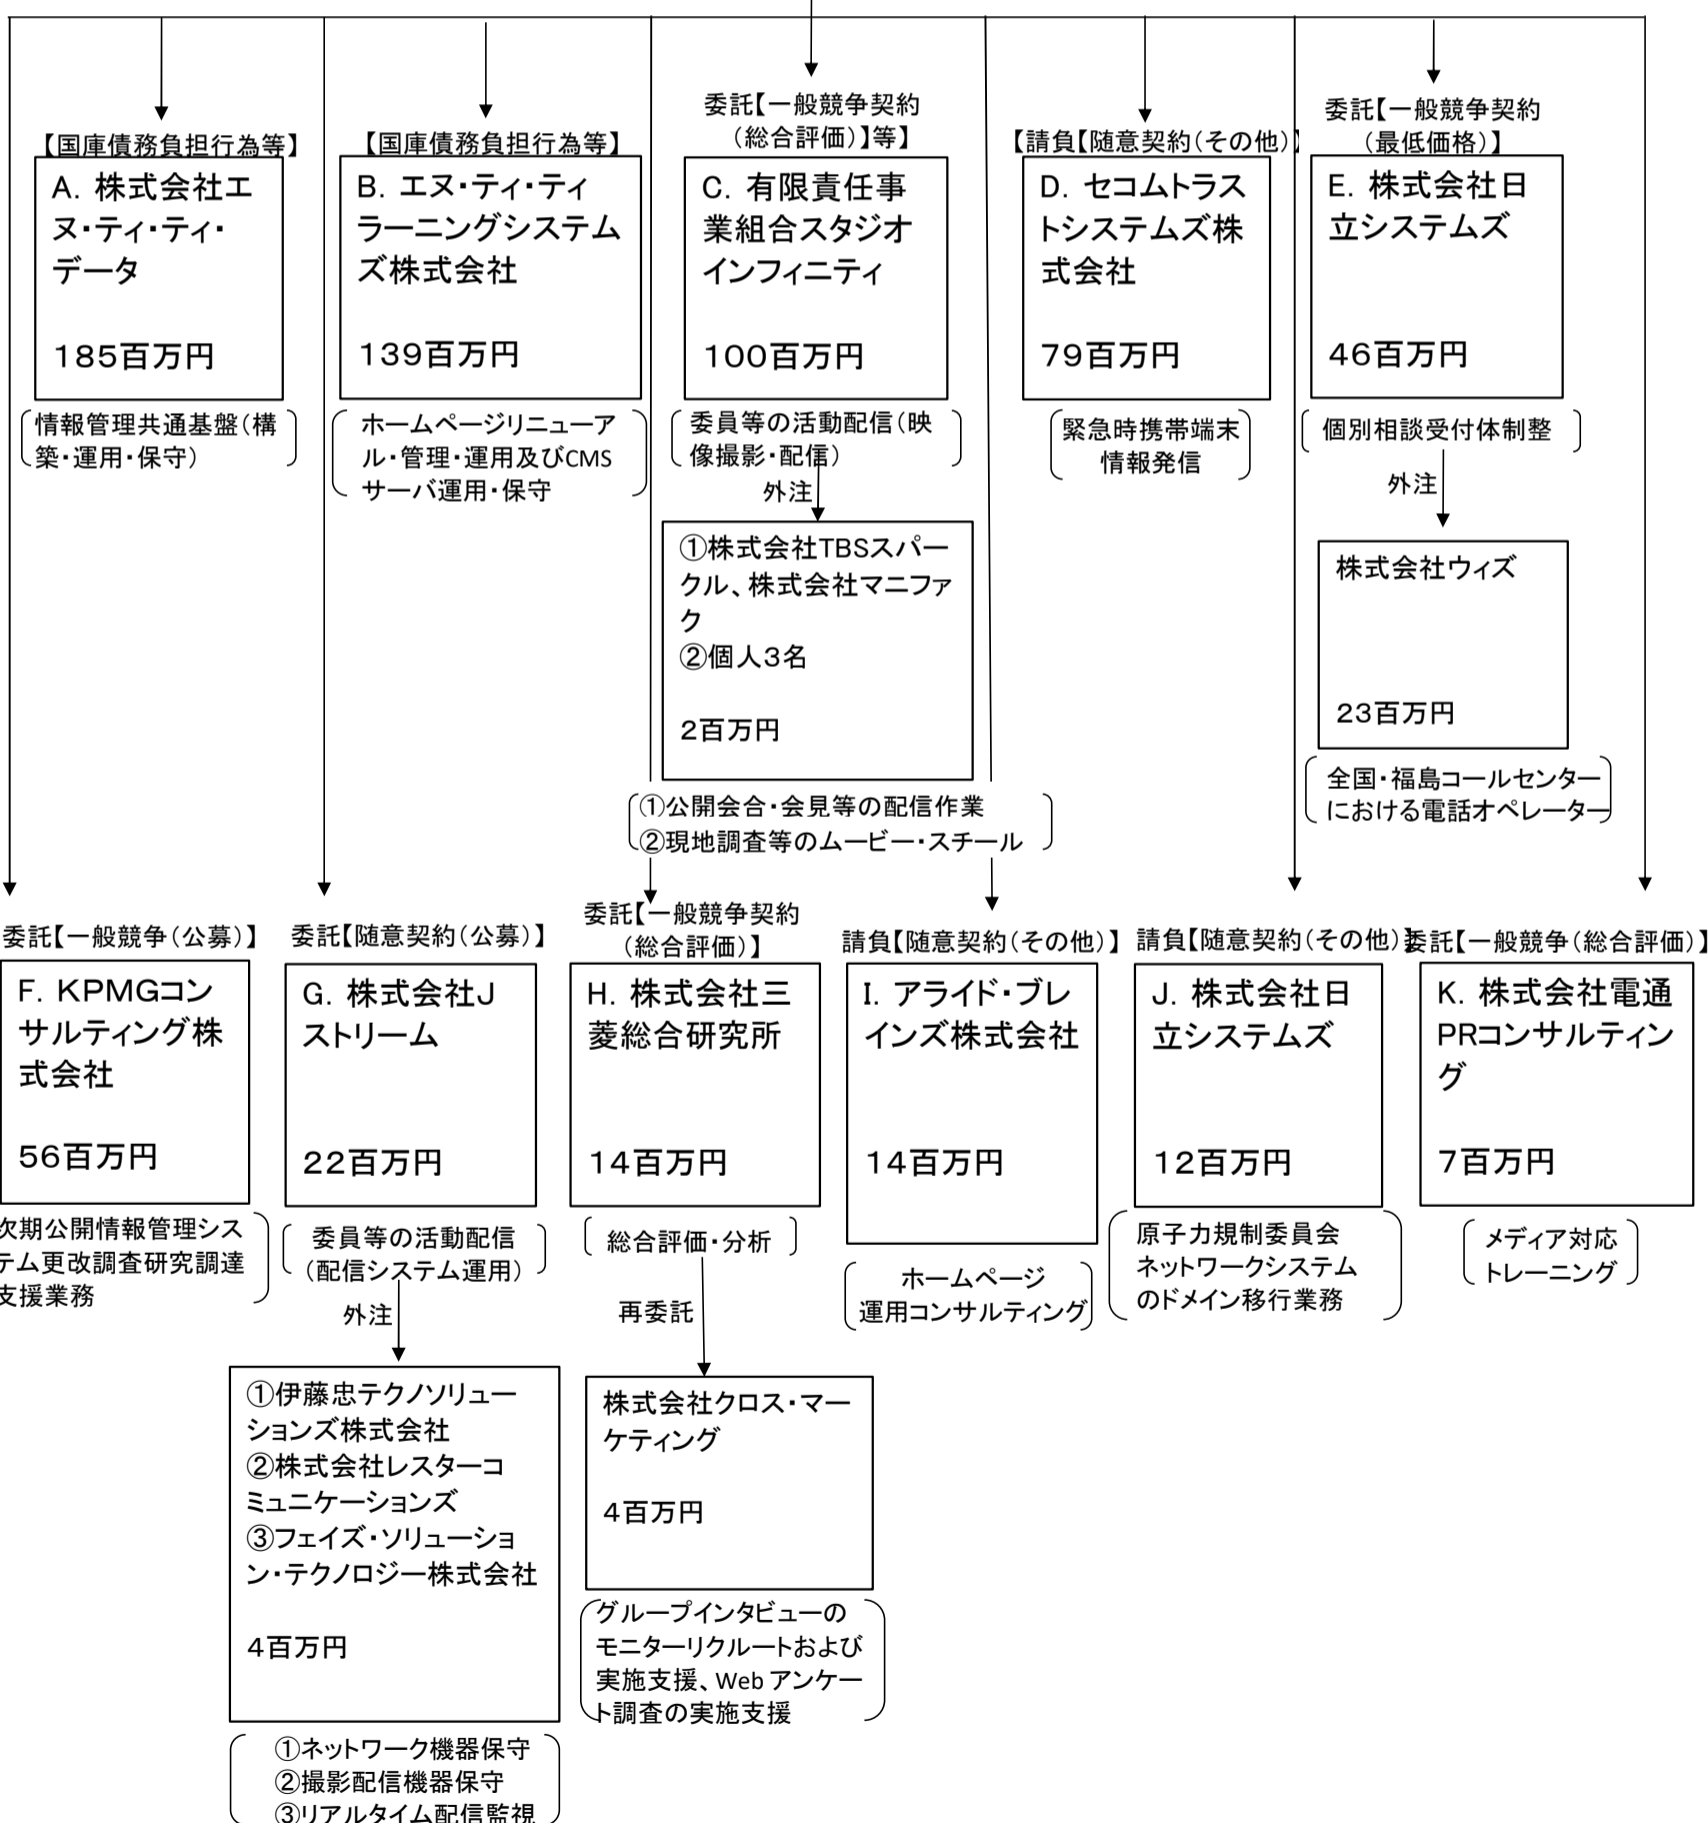 【国庫債務負担行為等】
A．株式会社エ
ヌ・ティ・ティ・
データ
185百万円
情報管理共通基盤（構
築・運用・保守）
【国庫債務負担行為等】
B．エヌ・ティ・ティ
ラーニングシステム
ズ株式会社
139百万円
ホームページリニューア
ル・管理・運用及びCMS
サーバ運用・保守
委託【一般競争契約
（総合評価）】等】
C．有限責任事
業組合スタジオ
インフィニティ
100百万円
委員等の活動配信（映
像撮影・配信）
外注
①株式会社TBSスパー
クル、株式会社マニファ
ク
②個人３名
2百万円
①公開会合・会見等の配信作業
②現地調査等のムービー・スチール
【請負【随意契約（その他）】
D．セコムトラス
トシステムズ株
式会社
79百万円
緊急時携帯端末
情報発信
委託【一般競争契約
（最低価格）】
E．株式会社日
立システムズ
46百万円
個別相談受付体制整
外注
株式会社ウィズ
23百万円
全国・福島コールセンター
における電話オペレーター
委託【一般競争（公募）】
F．KPMGコン
サルティング株
式会社
56百万円
次期公開情報管理シス
テム更改調査研究調達
支援業務
委託【随意契約（公募）】
G．株式会社J
ストリーム
22百万円
委員等の活動配信
（配信システム運用）
外注
①伊藤忠テクノソリュー
ションズ株式会社
②株式会社レスターコ
ミュニケーションズ
③フェイズ・ソリューショ
ン・テクノロジー株式会社
4百万円
①ネットワーク機器保守
②撮影配信機器保守
③リアルタイム配信監視
委託【一般競争契約
（総合評価）】
H．株式会社三
菱総合研究所
14百万円
総合評価・分析
再委託
株式会社クロス・マー
ケティング
4百万円
グループインタビューの
モニターリクルートおよび
実施支援、Web アンケー
ト調査の実施支援
請負【随意契約（その他）】
I．アライド・ブレ
インズ株式会社
14百万円
ホームページ
運用コンサルティング
請負【随意契約（その他）】
J．株式会社日
立システムズ
12百万円
原子力規制委員会
ネットワークシステム
のドメイン移行業務
委託【一般競争（総合評価）】
K．株式会社電通
PRコンサルティン
グ
7百万円
メディア対応
トレーニング